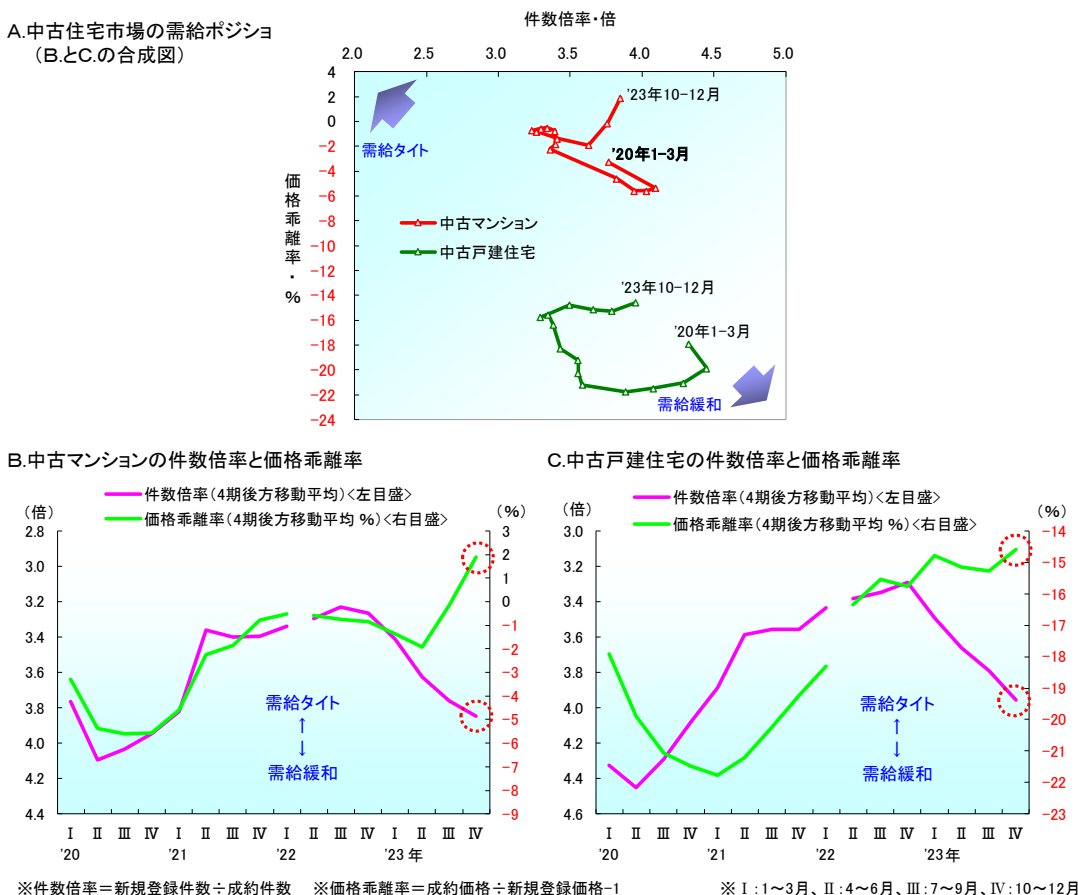 A.中古住宅市場の需給ポジショ
（B.とC.の合成図）
件数倍率・倍
2.0 2.5 3.0 3.5 4.0 4.5 5.0
4
2
0
-2
-4
-6
-8
-10
-12
-14
-16
-18
-20
-22
-24
価格乖離率・%
需給タイト
'23年10-12月
'20年1-3月
中古マンション
中古戸建住宅
'23年10-12月
'20年1-3月
需給緩和
B.中古マンションの件数倍率と価格乖離率
件数倍率(4期後方移動平均)<左目盛>
価格乖離率(4期後方移動平均 %)<右目盛>
（倍）
（%）
2.8
3.0
3.2
3.4
3.6
3.8
4.0
4.2
4.4
3
2
1
0
-1
-2
-3
-4
-5
-6
-7
-8
-9
需給タイト
↑
↓
需給緩和
Ⅰ Ⅱ Ⅲ Ⅳ Ⅰ Ⅱ Ⅲ Ⅳ Ⅰ Ⅱ Ⅲ Ⅳ Ⅰ Ⅱ Ⅲ Ⅳ
'20 '21 '22 '23年
C.中古戸建住宅の件数倍率と価格乖離率
件数倍率(4期後方移動平均)<左目盛>
価格乖離率(4期後方移動平均 %)<右目盛>
（倍）
（%）
3.0
3.2
3.4
3.6
3.8
4.0
4.2
4.4
4.6
-14
-15
-16
-17
-18
-19
-20
-21
-22
-23
需給タイト
↑
↓
需給緩和
Ⅰ Ⅱ Ⅲ Ⅳ Ⅰ Ⅱ Ⅲ Ⅳ Ⅰ Ⅱ Ⅲ Ⅳ Ⅰ Ⅱ Ⅲ Ⅳ
'20 '21 '22 '23年
※件数倍率＝新規登録件数÷成約件数 ※価格乖離率＝成約価格÷新規登録価格-1 ※Ⅰ:1～3月、Ⅱ:4～6月、Ⅲ:7～9月、Ⅳ:10～12月